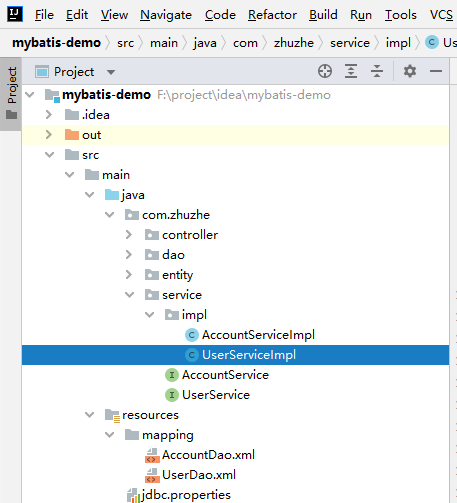 IJ File Edit View Navigate Code Refactor Build Run Tools VCS
mybatis-demo src main java com zhuzhe service impl
Project
Project
mybatis-demo F:\project\idea\mybatis-demo
.idea
out
src
main
java
com.zhuzhe
controller
dao
entity
service
impl
AccountServiceImpl
UserServiceImpl
AccountService
UserService
resources
mapping
AccountDao.xml
UserDao.xml
jdbc.properties